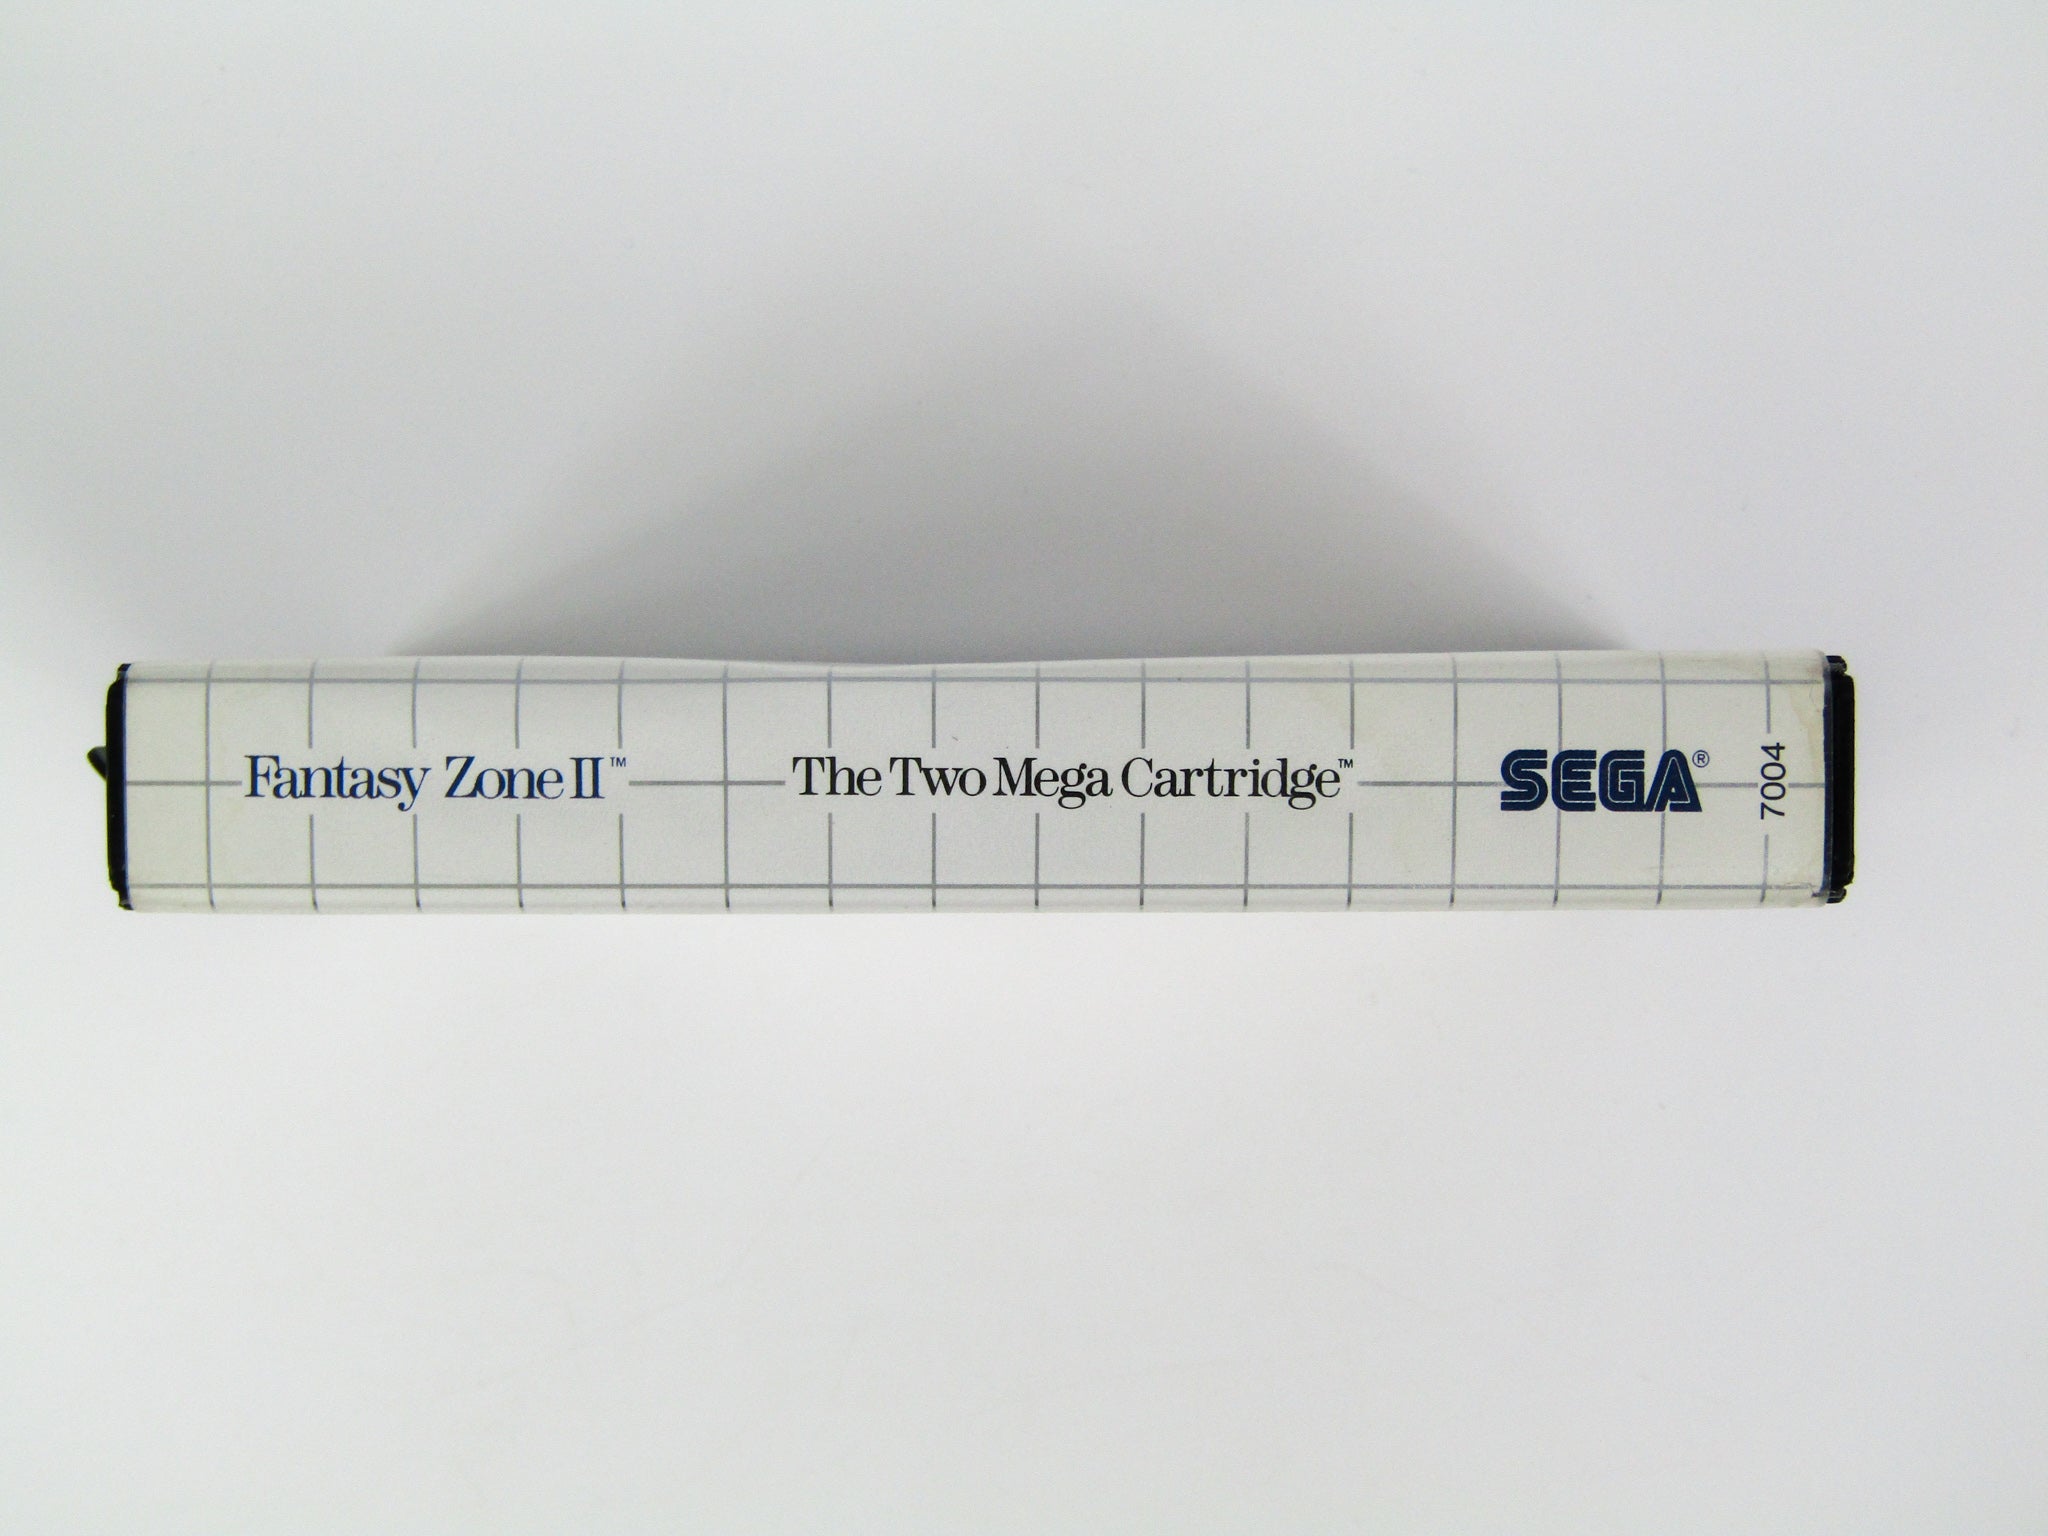 Fantasy Zone II™
The Two Mega Cartridge™
SEGA®
7004